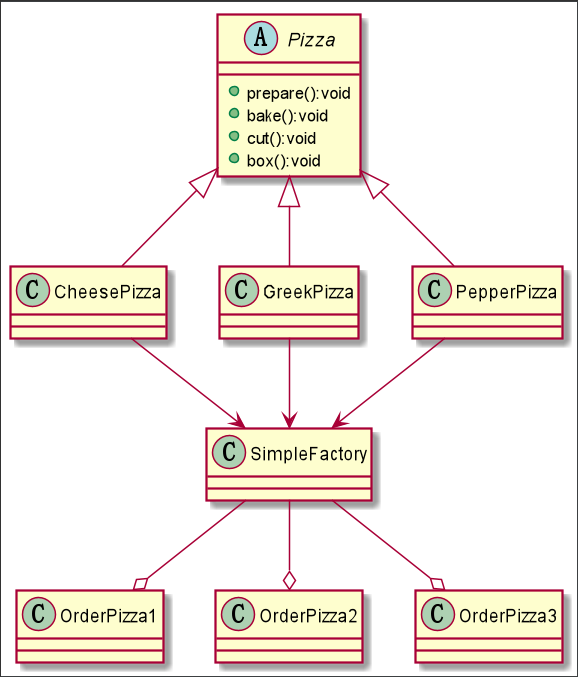 A Pizza
prepare():void
bake():void
cut():void
box():void
C CheesePizza
C GreekPizza
C PepperPizza
C SimpleFactory
C OrderPizza1
C OrderPizza2
C OrderPizza3